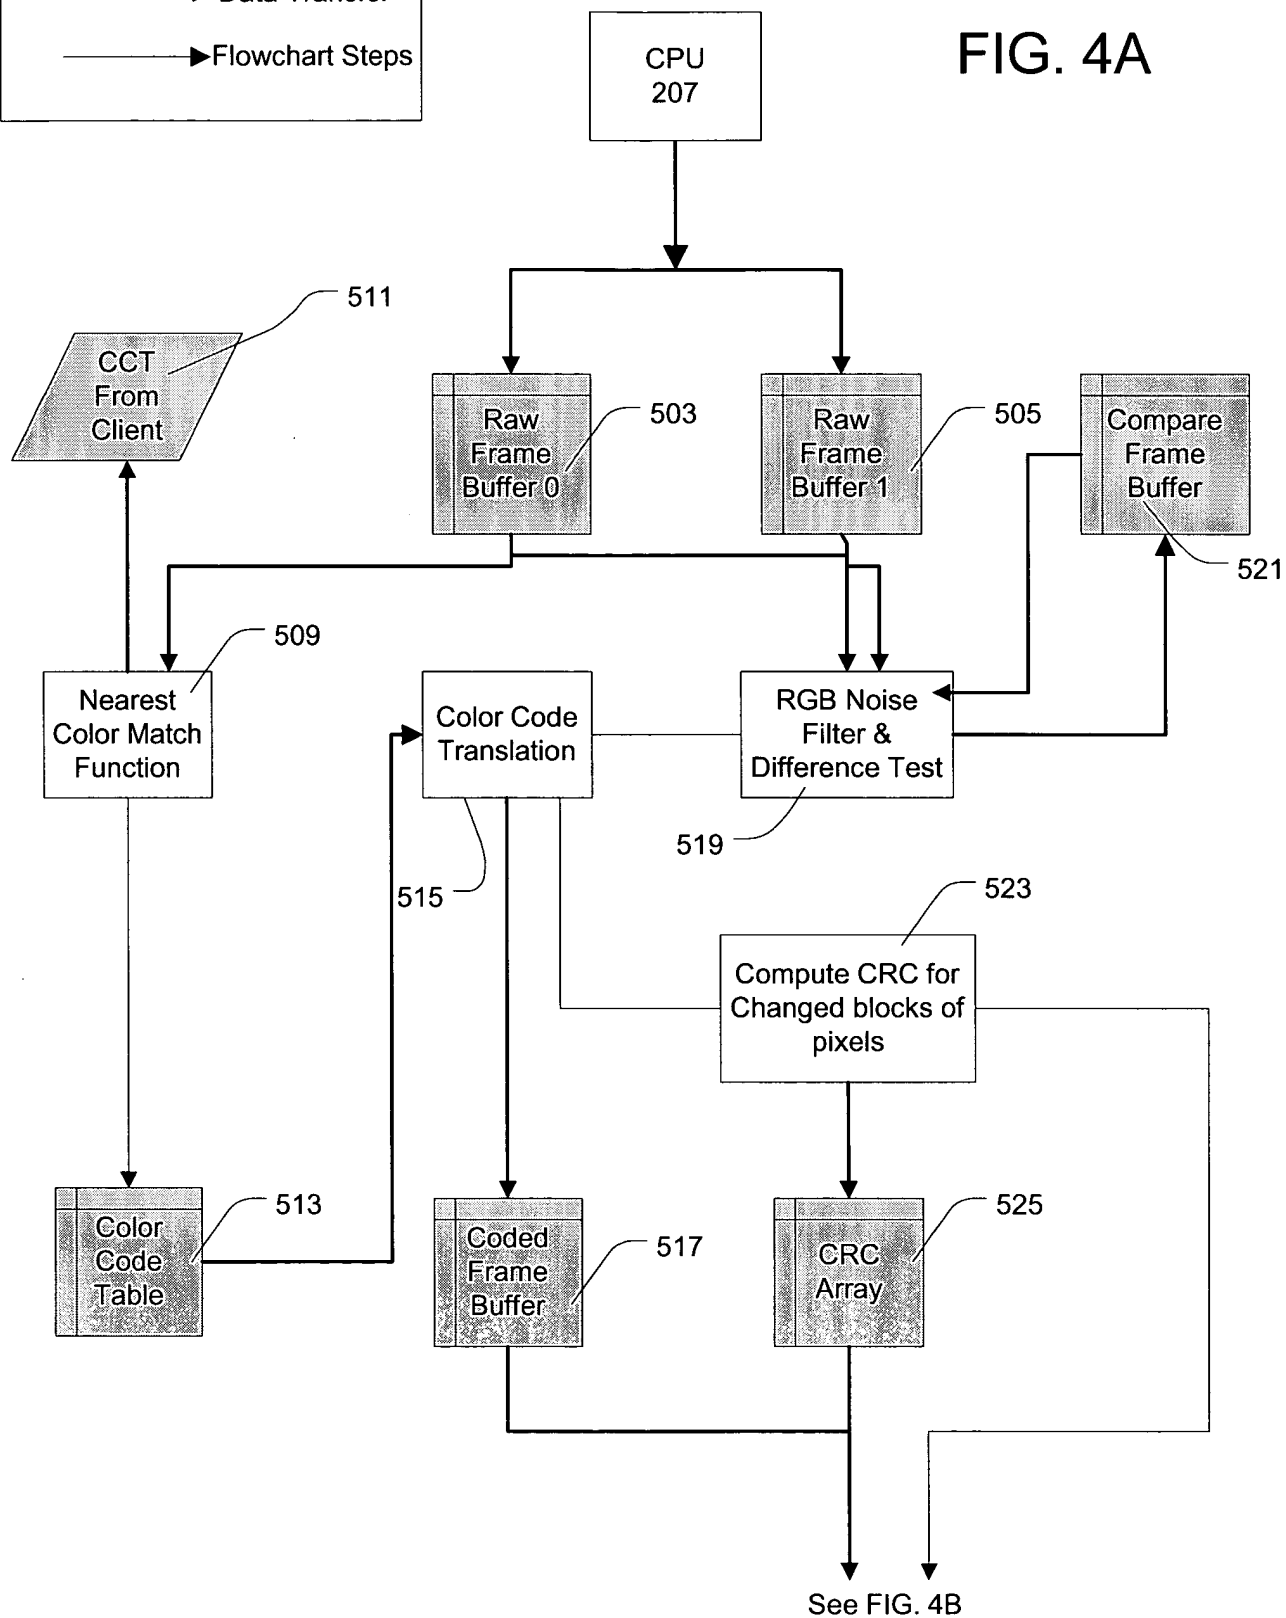 Data Transfer
Flowchart Steps
FIG. 4A
CPU
207
511
CCT
From
Client
Raw
Frame
Buffer 0
503
Raw
Frame
Buffer 1
505
Compare
Frame
Buffer
521
509
Nearest
Color Match
Function
Color Code
Translation
RGB Noise
Filter &
Difference Test
519
515
523
Compute CRC for
Changed blocks of
pixels
Color
Code
Table
513
Coded
Frame
Buffer
517
CRC
Array
525
See FIG. 4B